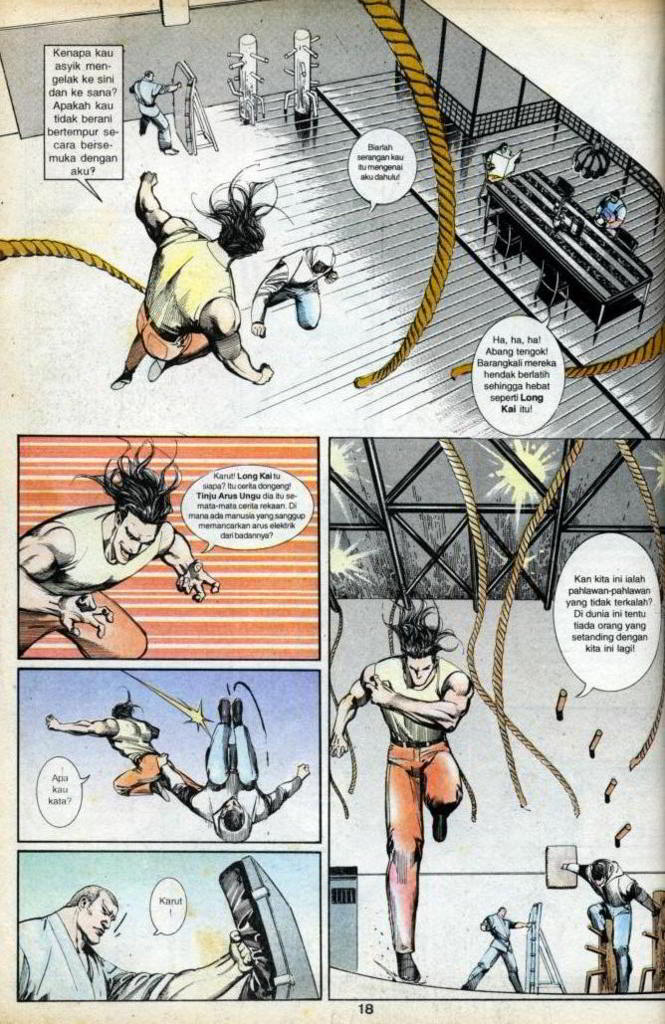 Kenapa kau
asyik men-
gelak ke sini
dan ke sana?
Apakah kau
tidak berani
bertempur se-
cara berse-
muka dengan
aku?
Biarlah
serangan kau
itu mengenai
aku dahulu!
Ha, ha, ha!
Abang tengok!
Barangkali mereka
hendak berlatih
sehingga hebat
seperti Long
Kai itu!
Karut! Long Kai tu
siapa? Itu cerita dongeng!
Tinju Arus Ungu dia itu se-
mata-mata cerita rekaan. Di
mana ada manusia yang sanggup
memancarkan arus elektrik
dari badannya?
Apa
kau
kata?
Karut
!
Kan kita ini ialah
pahlawan-pahlawan
yang tidak terkalah?
Di dunia ini tentu
tiada orang yang
setanding dengan
kita ini lagi!
18